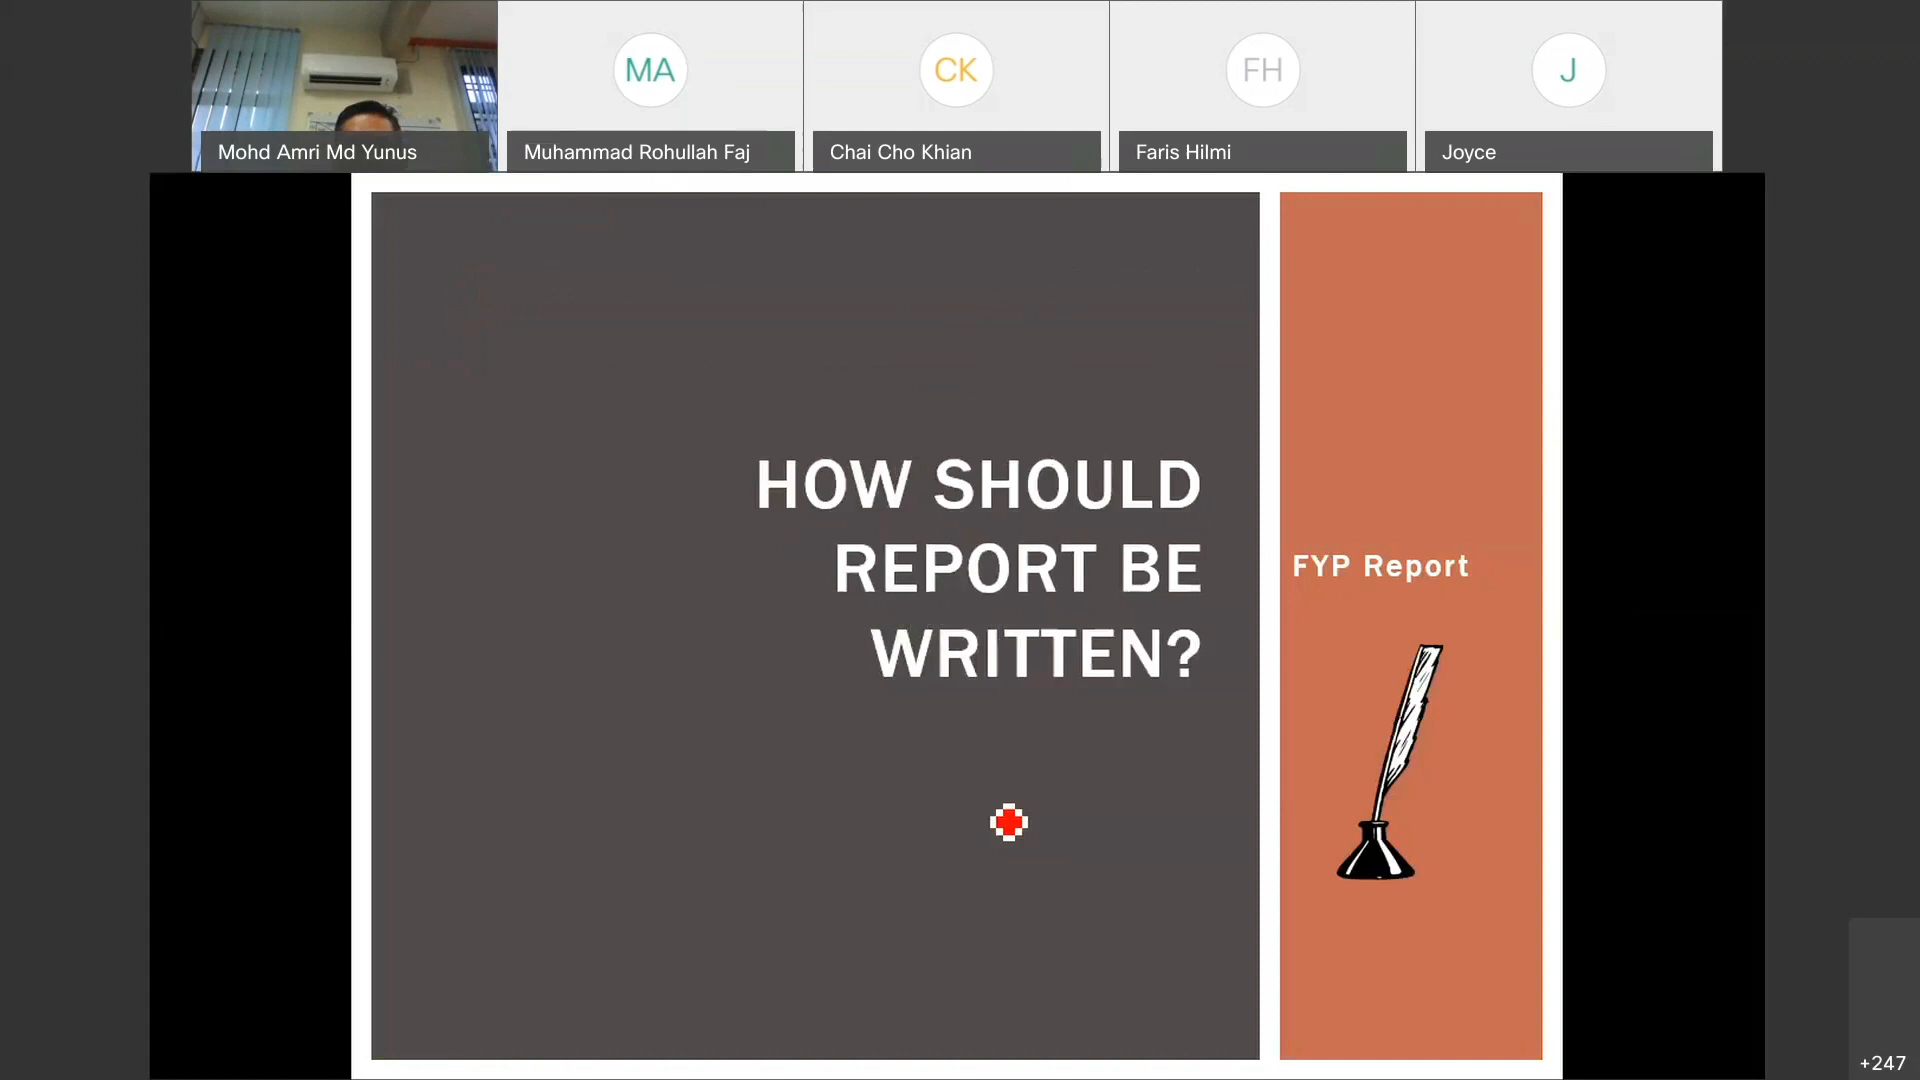 MA
CK
FH
J
Mohd Amri Md Yunus
Muhammad Rohullah Faj
Chai Cho Khian
Faris Hilmi
Joyce
HOW SHOULD
REPORT BE
WRITTEN?
FYP Report
+247